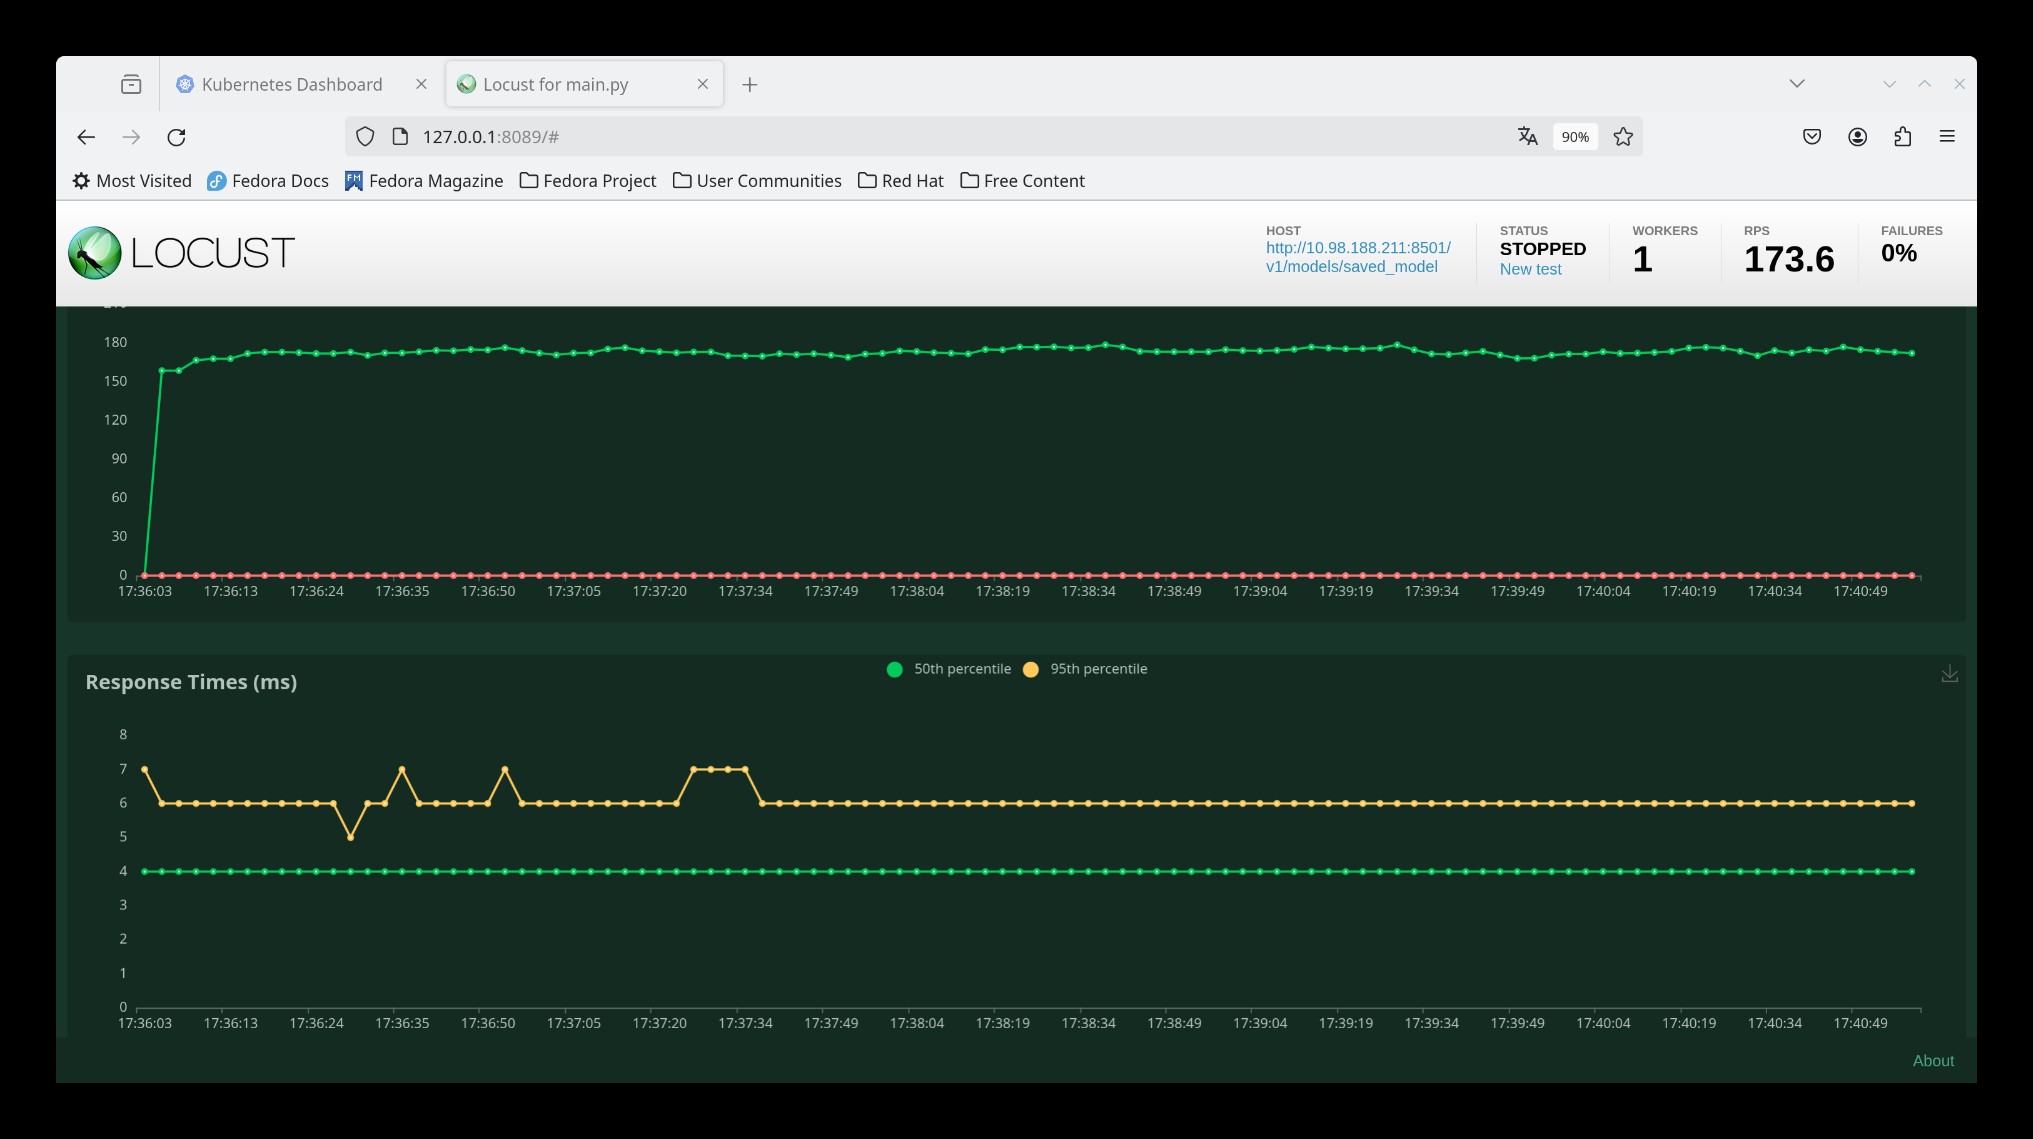 Kubernetes Dashboard
Locust for main.py
127.0.0.1:8089/#
90%
Most Visited
Fedora Docs
FM
Fedora Magazine
Fedora Project
User Communities
Red Hat
Free Content
LOCUST
HOST
http://10.98.188.211:8501/
v1/models/saved_model
STATUS
STOPPED
New test
WORKERS
1
RPS
173.6
FAILURES
0%
180
150
120
90
60
30
0
17:36:03 17:36:13 17:36:24 17:36:35 17:36:50 17:37:05 17:37:20 17:37:34 17:37:49 17:38:04 17:38:19 17:38:34 17:38:49 17:39:04 17:39:19 17:39:34 17:39:49 17:40:04 17:40:19 17:40:34 17:40:49
Response Times (ms)
50th percentile 95th percentile
8
7
6
5
4
3
2
1
0
17:36:03 17:36:13 17:36:24 17:36:35 17:36:50 17:37:05 17:37:20 17:37:34 17:37:49 17:38:04 17:38:19 17:38:34 17:38:49 17:39:04 17:39:19 17:39:34 17:39:49 17:40:04 17:40:19 17:40:34 17:40:49
About